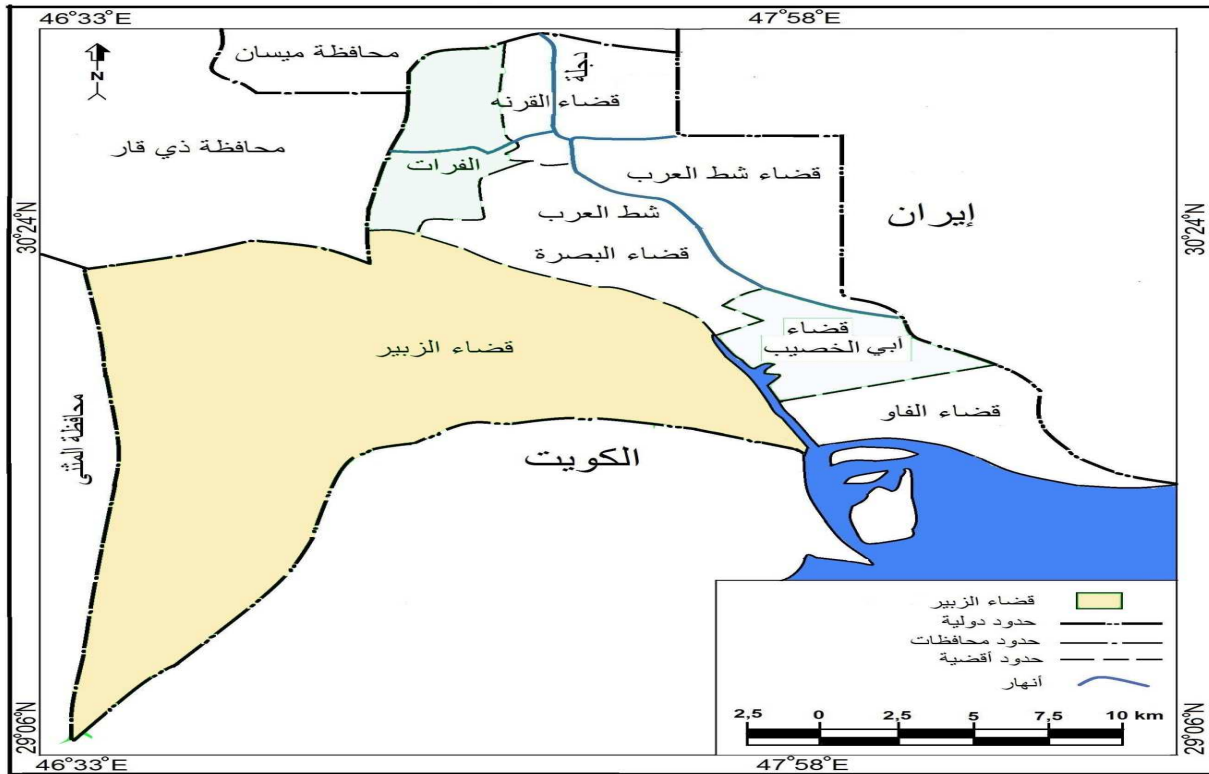 46°33'E
47°58'E
N
محافظة ميسان
دجلة
قضاء القرنه
محافظة ذي قار
الفرات
قضاء شط العرب
شط العرب
إيران
30°24'N
30°24'N
قضاء البصرة
قضاء
أبي الخصيب
قضاء الزبير
قضاء الفاو
محافظة المثنى
الكويت
قضاء الزبير
حدود دولية
حدود محافظات
حدود أقضية
أنهار
2,5 0 2,5 5 7,5 10 km
29°06'N
29°06'N
46°33'E
47°58'E